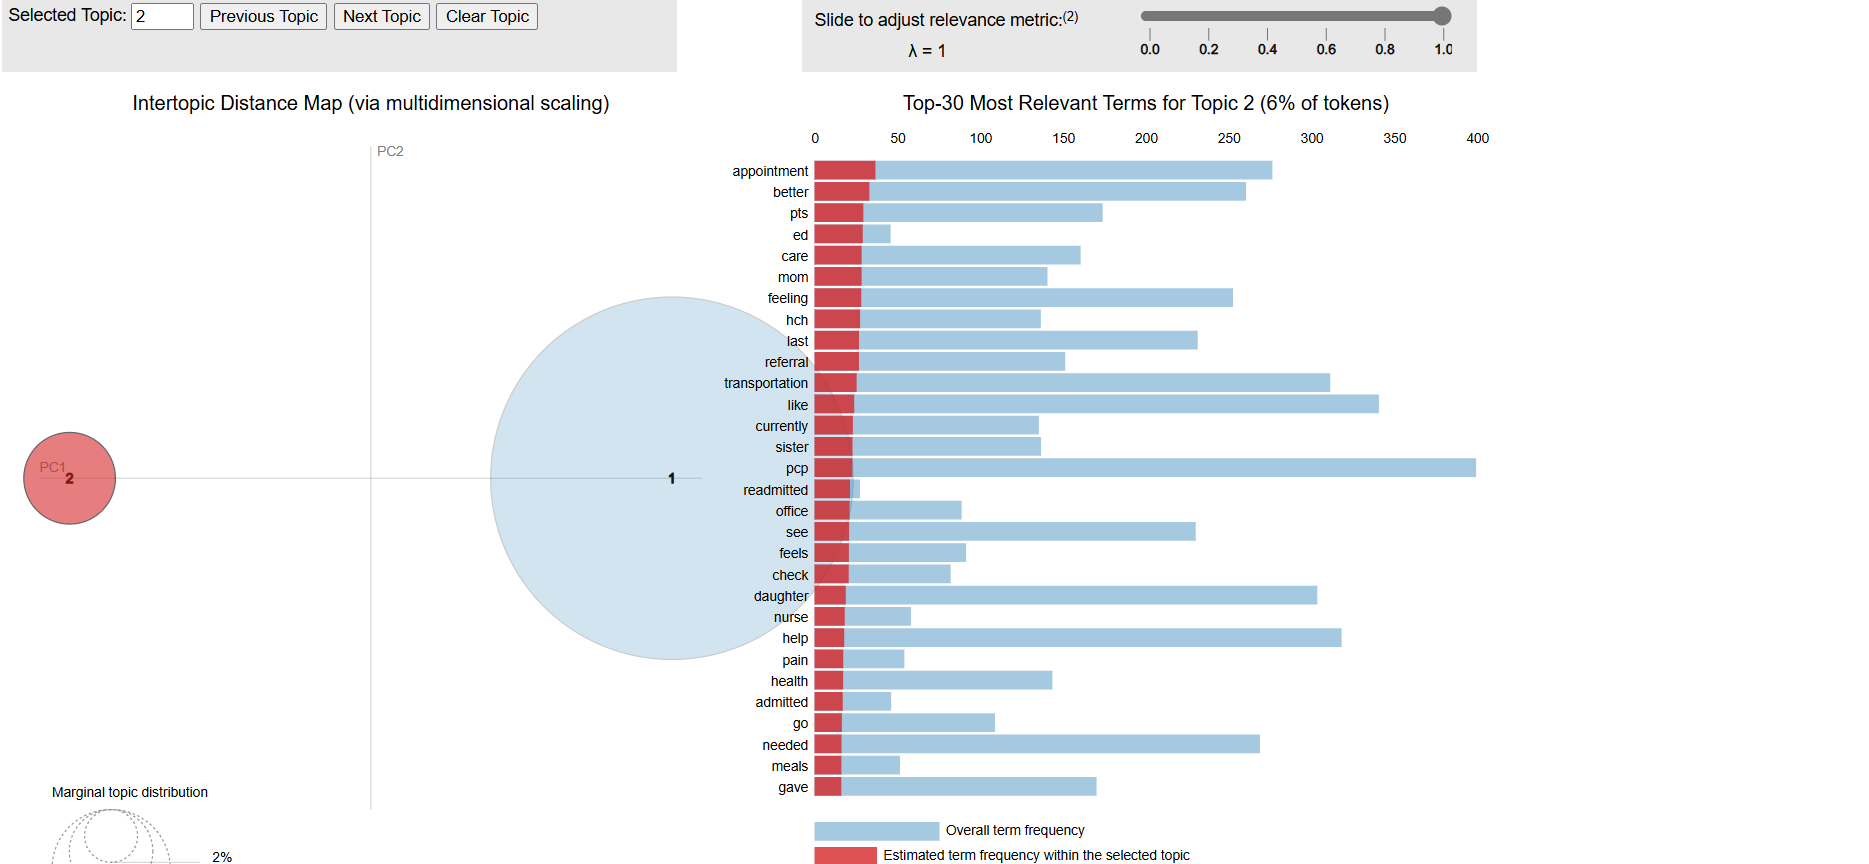 Selected Topic: 2 Previous Topic Next Topic Clear Topic
Slide to adjust relevance metric:(2)
λ = 1
0.0 0.2 0.4 0.6 0.8 1.0
Intertopic Distance Map (via multidimensional scaling)
PC2
PC1
2
1
Marginal topic distribution
2%
Top-30 Most Relevant Terms for Topic 2 (6% of tokens)
0 50 100 150 200 250 300 350 400
appointment
better
pts
ed
care
mom
feeling
hch
last
referral
transportation
like
currently
sister
pcp
readmitted
office
see
feels
check
daughter
nurse
help
pain
health
admitted
go
needed
meals
gave
Overall term frequency
Estimated term frequency within the selected topic